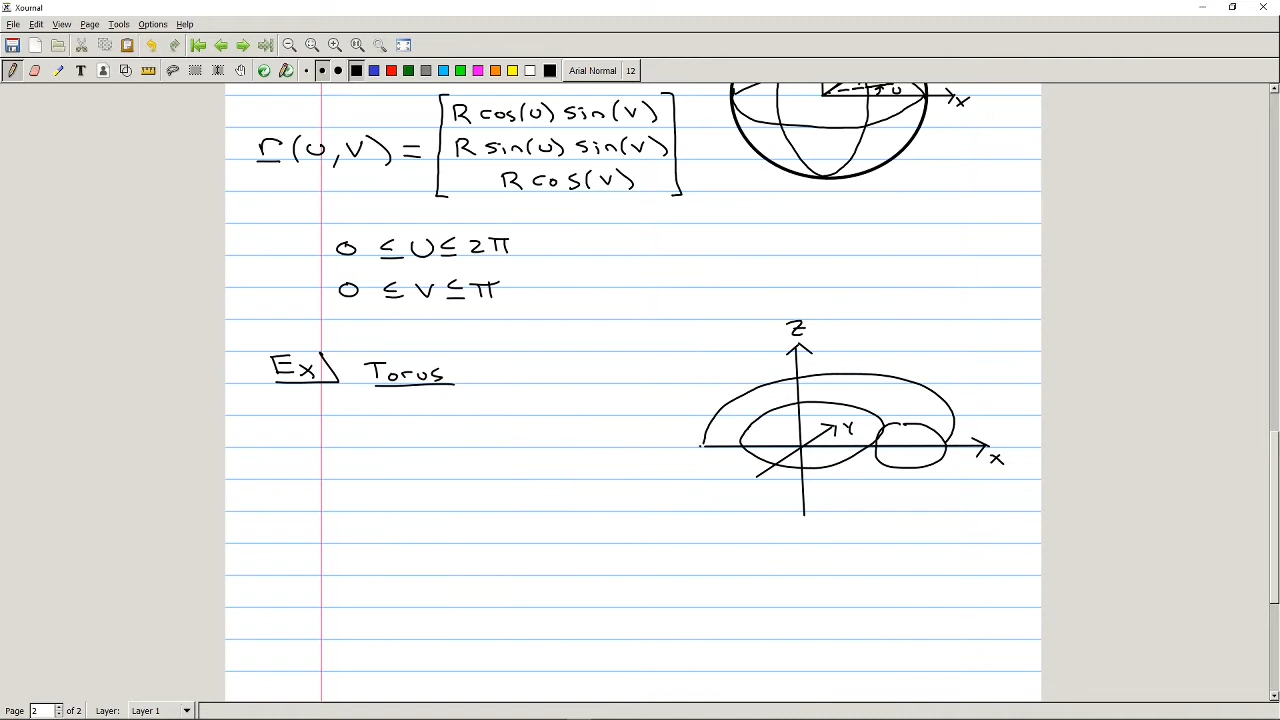 Xournal
File Edit View Page Tools Options Help
Arial Normal 12
r(u,v) = [R cos(u) sin(v)
R sin(u) sin(v)
R cos(v)]
u
x
0 ≤ u ≤ 2π
0 ≤ v ≤ π
z
Ex Torus
Y
x
Page 2 of 2 Layer: Layer 1